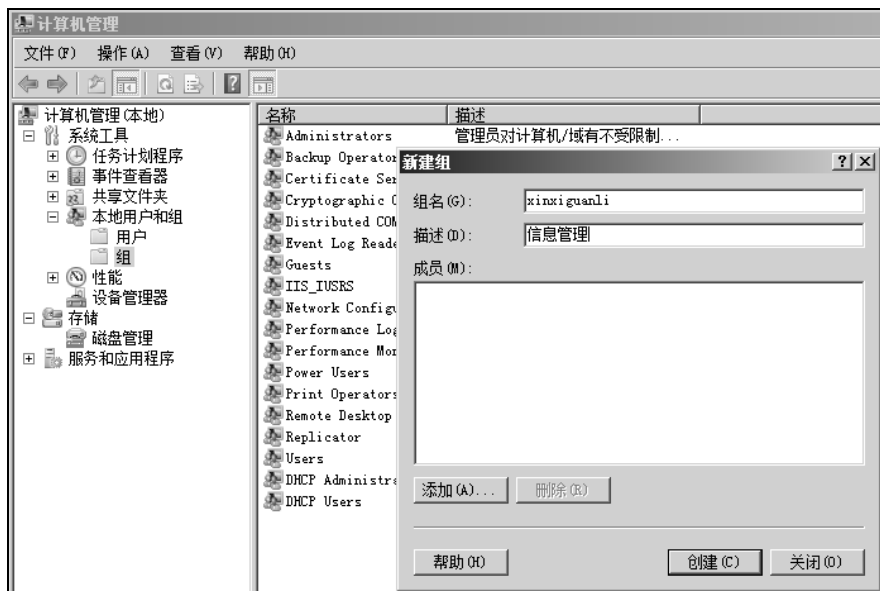 计算机管理
文件(F) 操作(A) 查看(V) 帮助(H)
计算机管理(本地)
系统工具
任务计划程序
事件查看器
共享文件夹
本地用户和组
用户
组
性能
设备管理器
存储
磁盘管理
服务和应用程序
名称 描述
Administrators 管理员对计算机/域有不受限制...
Backup Operator
Certificate Ser
Cryptographic O
Distributed COM
Event Log Reade
Guests
IIS_IUSRS
Network Configu
Performance Log
Performance Mon
Power Users
Print Operators
Remote Desktop
Replicator
Users
DHCP Administra
DHCP Users
新建组
组名(G): xinxiguanli
描述(D): 信息管理
成员(M):
添加(A)... 删除(R)
帮助(H) 创建(C) 关闭(O)